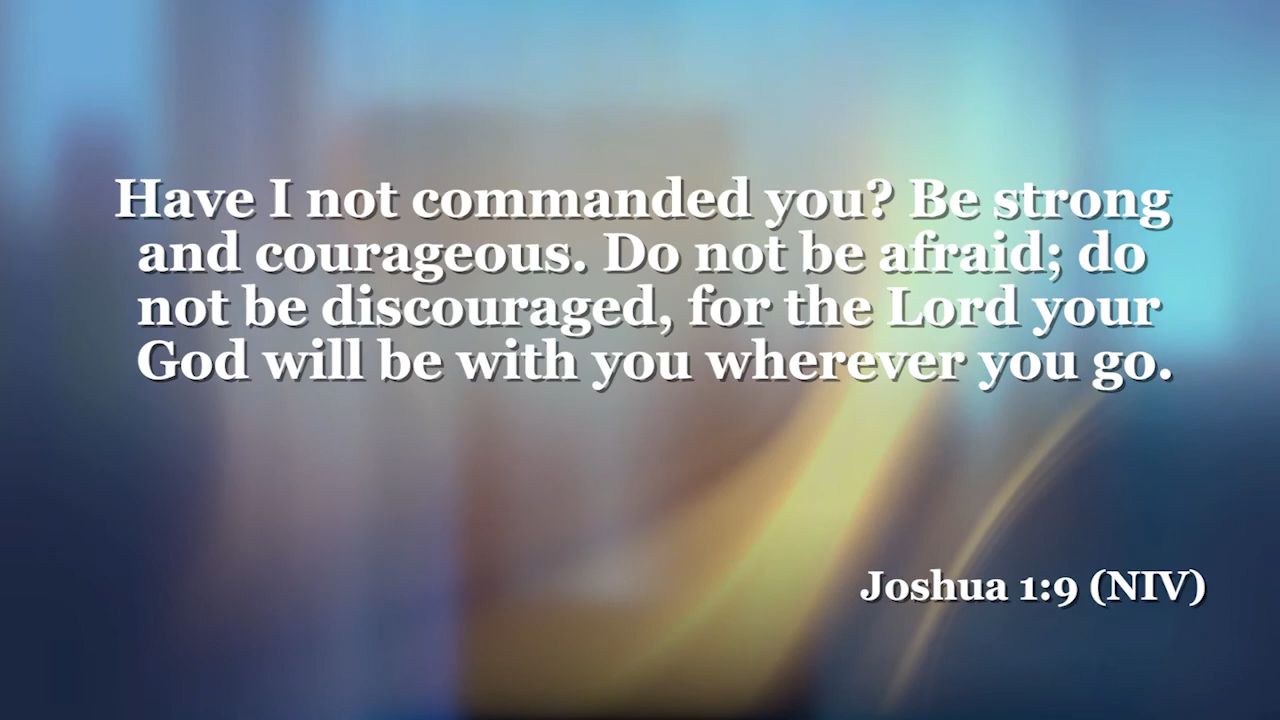 Have I not commanded you? Be strong
and courageous. Do not be afraid; do
not be discouraged, for the Lord your
God will be with you wherever you go.
Joshua 1:9 (NIV)